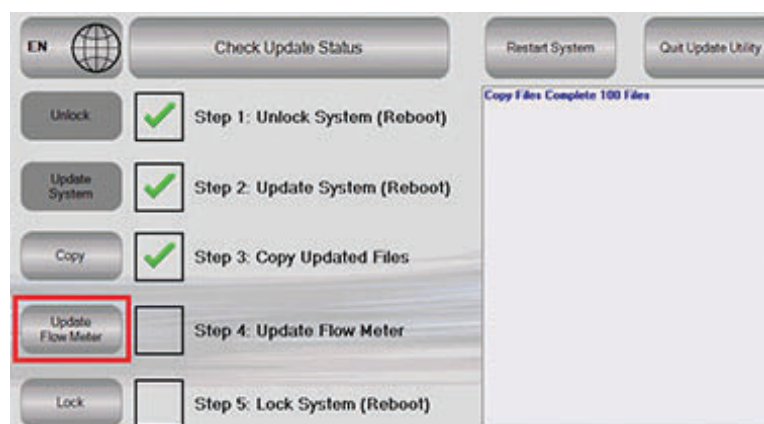 EN
Check Update Status
Restart System
Quit Update Utility
Copy Files Complete 100 Files
Unlock
Step 1: Unlock System (Reboot)
Update
System
Step 2: Update System (Reboot)
Copy
Step 3: Copy Updated Files
Update
Flow Meter
Step 4: Update Flow Meter
Lock
Step 5: Lock System (Reboot)